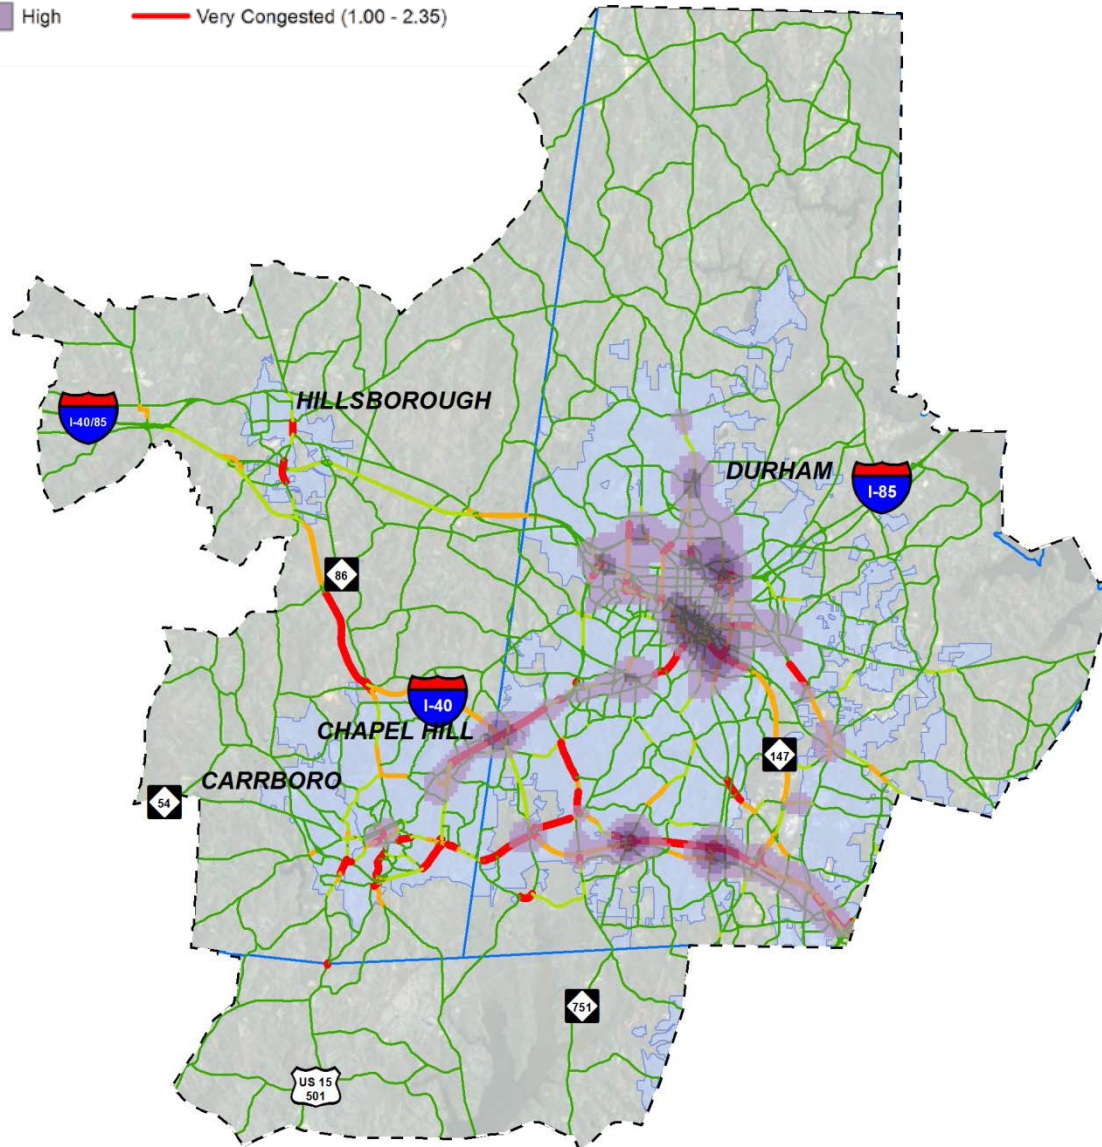 High
Very Congested (1.00 - 2.35)
HILLSBOROUGH
I-40/85
DURHAM
I-85
86
I-40
CHAPEL HILL
147
CARRBORO
54
751
US 15
501